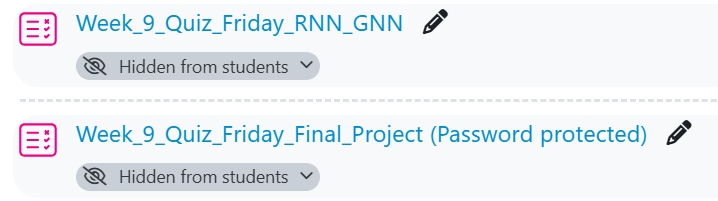 Week_9_Quiz_Friday_RNN_GNN
Hidden from students
Week_9_Quiz_Friday_Final_Project (Password protected)
Hidden from students